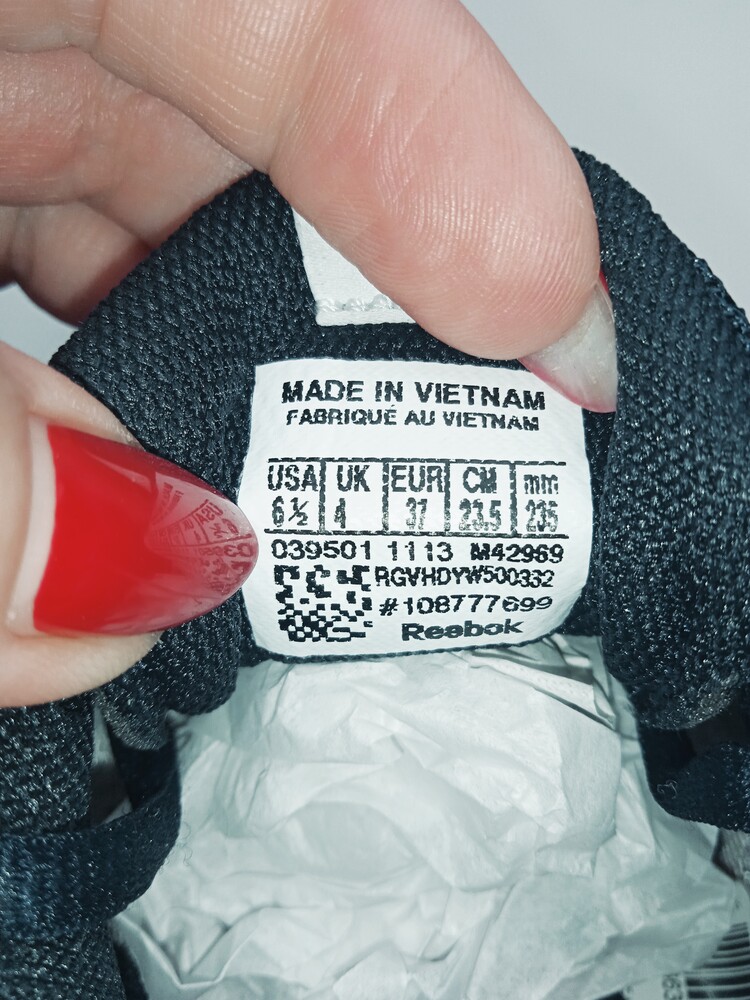 MADE IN VIETNAM
FABRIQUÉ AU VIETNAM
USA UK EUR CM mm
6½ 4 37 23.5 235
039501 1113 M42969
RGVHDYW500332
#108777699
Reebok